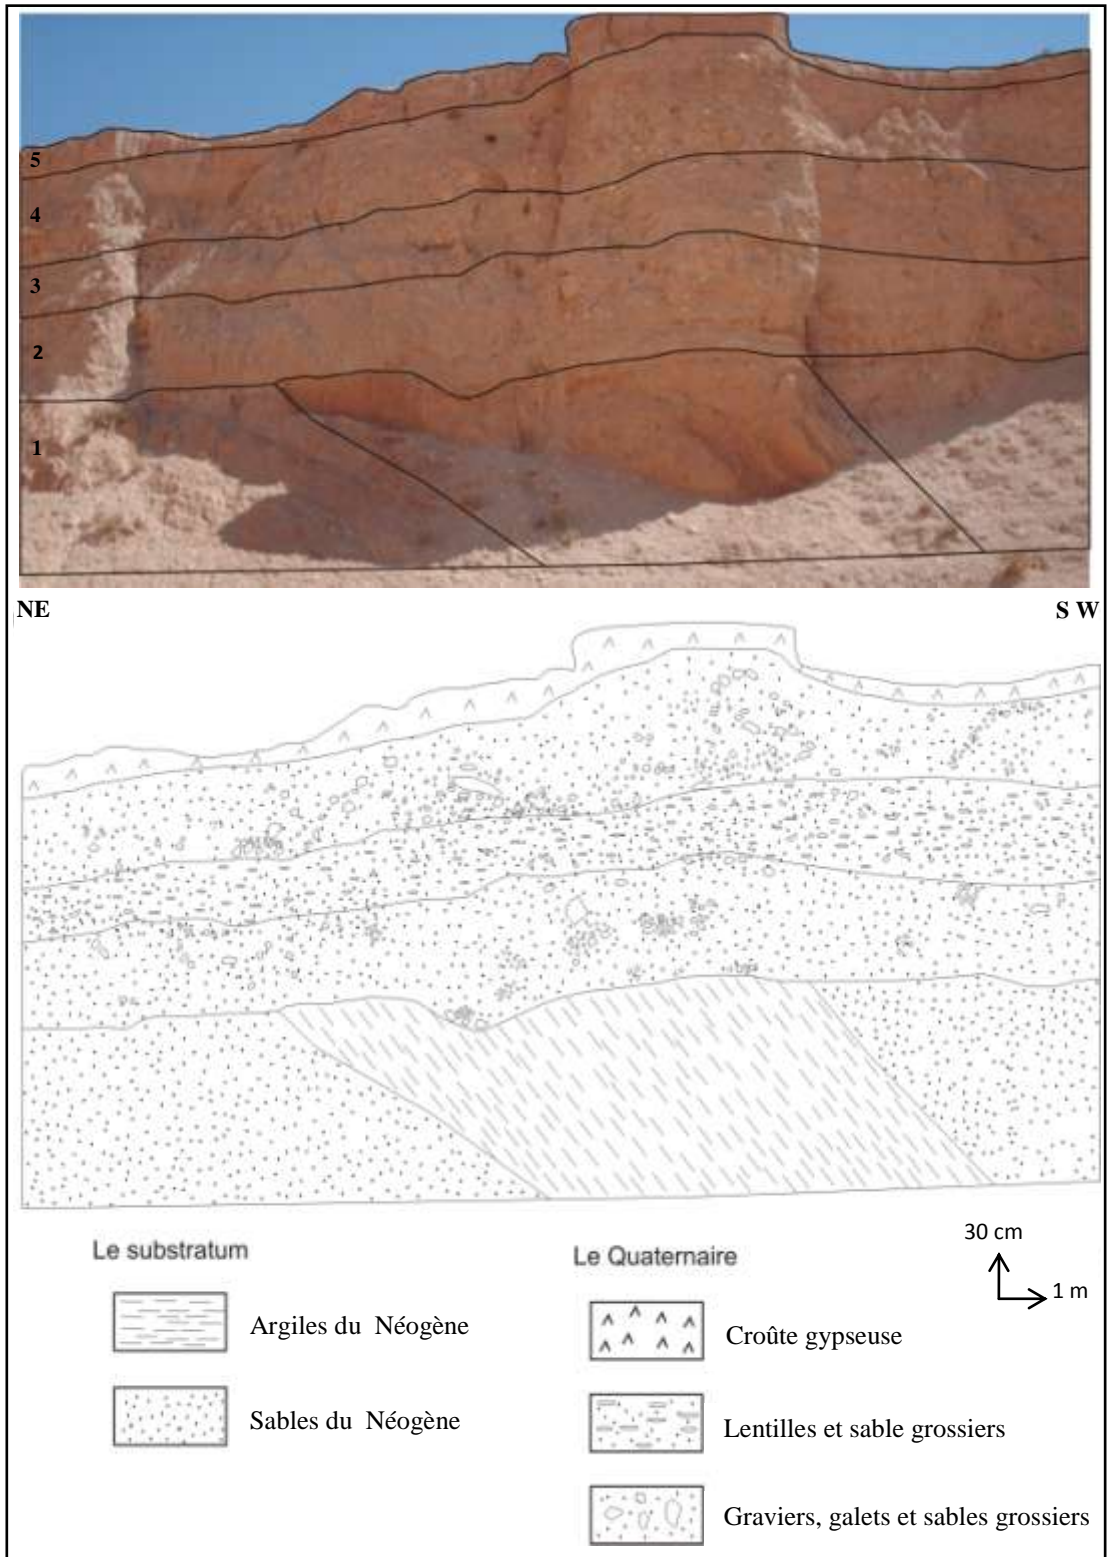 5
4
3
2
1
NE
S W
Le substratum
Le Quaternaire
30 cm
1 m
Argiles du Néogène
Croûte gypseuse
Sables du Néogène
Lentilles et sable grossiers
Graviers, galets et sables grossiers